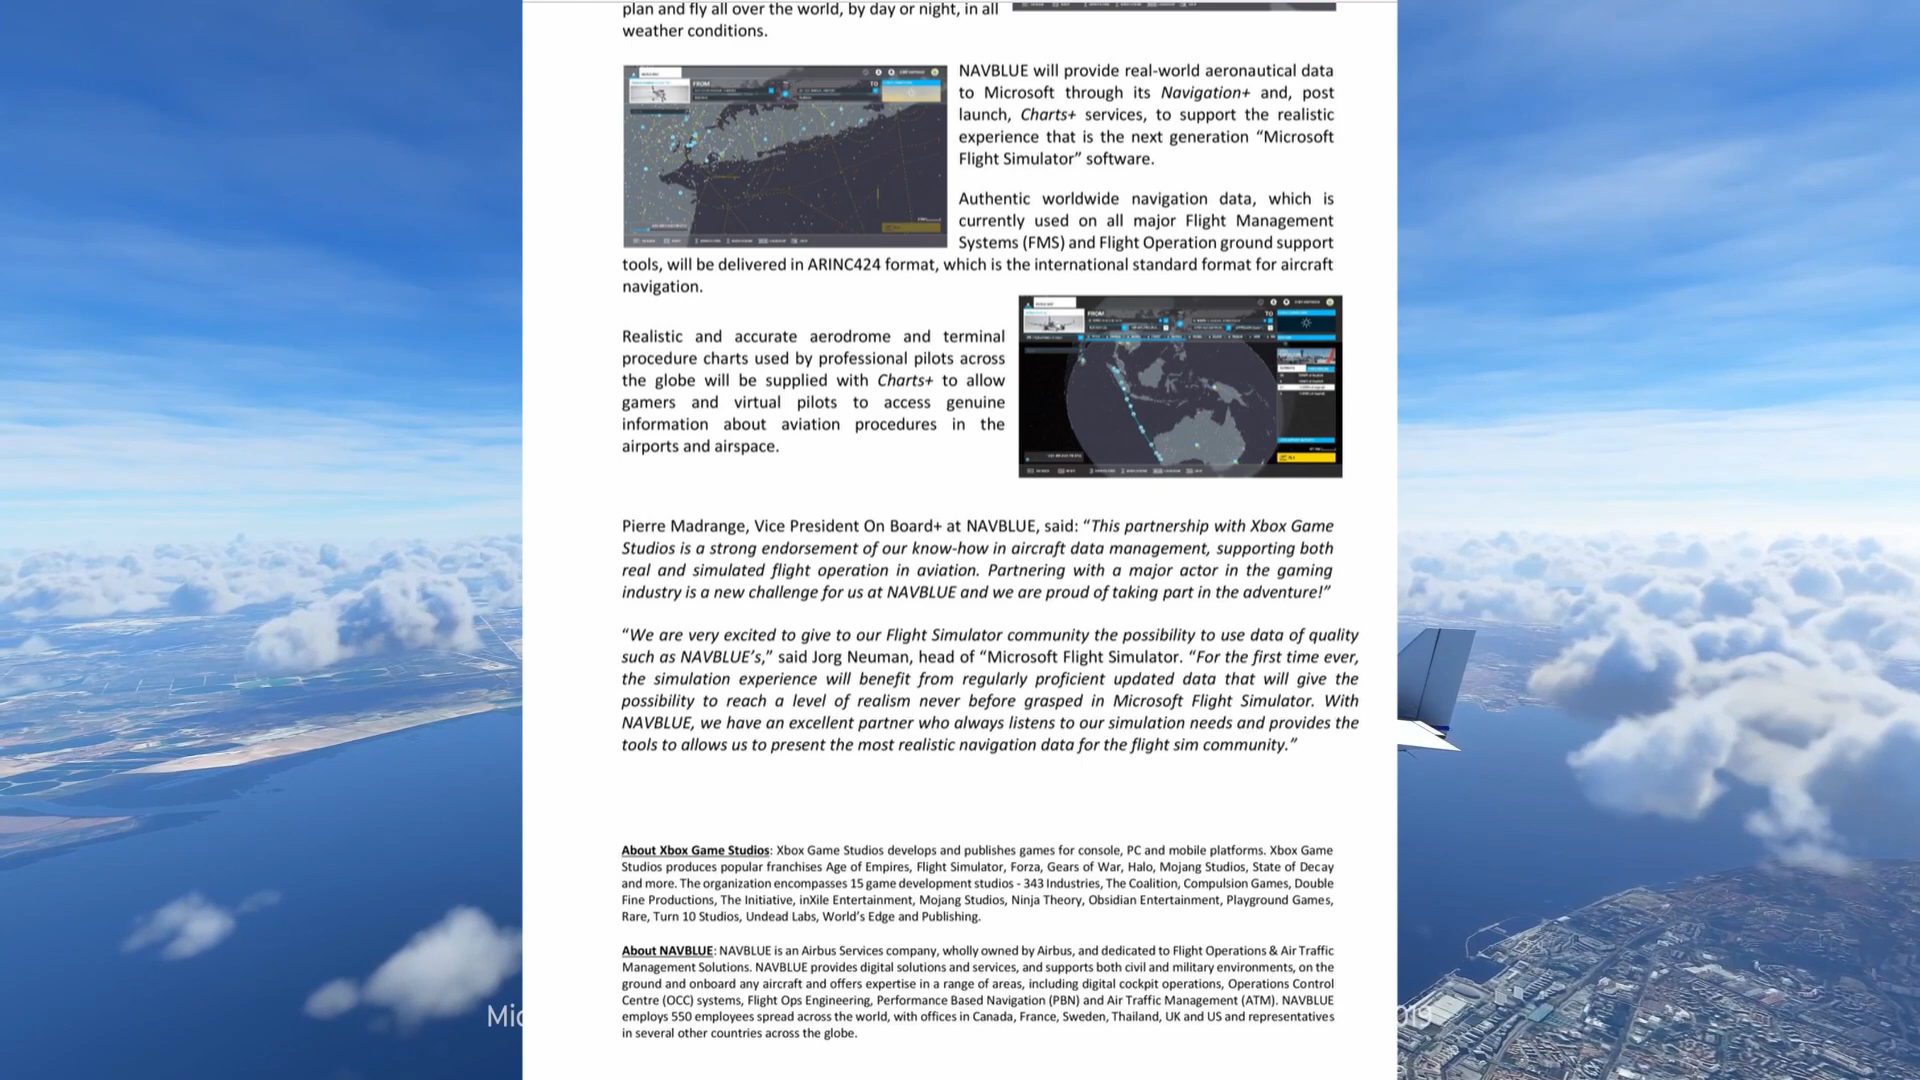 plan and fly all over the world, by day or night, in all
weather conditions.
FROM
TO
NAVBLUE will provide real-world aeronautical data
to Microsoft through its Navigation+ and, post
launch, Charts+ services, to support the realistic
experience that is the next generation “Microsoft
Flight Simulator” software.
Authentic worldwide navigation data, which is
currently used on all major Flight Management
Systems (FMS) and Flight Operation ground support
tools, will be delivered in ARINC424 format, which is the international standard format for aircraft
navigation.
FROM
TO
Realistic and accurate aerodrome and terminal
procedure charts used by professional pilots across
the globe will be supplied with Charts+ to allow
gamers and virtual pilots to access genuine
information about aviation procedures in the
airports and airspace.
Pierre Madrange, Vice President On Board+ at NAVBLUE, said: “This partnership with Xbox Game
Studios is a strong endorsement of our know-how in aircraft data management, supporting both
real and simulated flight operation in aviation. Partnering with a major actor in the gaming
industry is a new challenge for us at NAVBLUE and we are proud of taking part in the adventure!”
“We are very excited to give to our Flight Simulator community the possibility to use data of quality
such as NAVBLUE’s,” said Jorg Neuman, head of “Microsoft Flight Simulator. “For the first time ever,
the simulation experience will benefit from regularly proficient updated data that will give the
possibility to reach a level of realism never before grasped in Microsoft Flight Simulator. With
NAVBLUE, we have an excellent partner who always listens to our simulation needs and provides the
tools to allows us to present the most realistic navigation data for the flight sim community.”
About Xbox Game Studios: Xbox Game Studios develops and publishes games for console, PC and mobile platforms. Xbox Game
Studios produces popular franchises Age of Empires, Flight Simulator, Forza, Gears of War, Halo, Mojang Studios, State of Decay
and more. The organization encompasses 15 game development studios - 343 Industries, The Coalition, Compulsion Games, Double
Fine Productions, The Initiative, inXile Entertainment, Mojang Studios, Ninja Theory, Obsidian Entertainment, Playground Games,
Rare, Turn 10 Studios, Undead Labs, World’s Edge and Publishing.
About NAVBLUE: NAVBLUE is an Airbus Services company, wholly owned by Airbus, and dedicated to Flight Operations & Air Traffic
Management Solutions. NAVBLUE provides digital solutions and services, and supports both civil and military environments, on the
ground and onboard any aircraft and offers expertise in a range of areas, including digital cockpit operations, Operations Control
Centre (OCC) systems, Flight Ops Engineering, Performance Based Navigation (PBN) and Air Traffic Management (ATM). NAVBLUE
employs 550 employees spread across the world, with offices in Canada, France, Sweden, Thailand, UK and US and representatives
in several other countries across the globe.